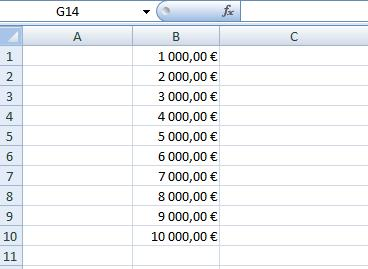 G14 fx
A B C
1 1 000,00 €
2 2 000,00 €
3 3 000,00 €
4 4 000,00 €
5 5 000,00 €
6 6 000,00 €
7 7 000,00 €
8 8 000,00 €
9 9 000,00 €
10 10 000,00 €
11